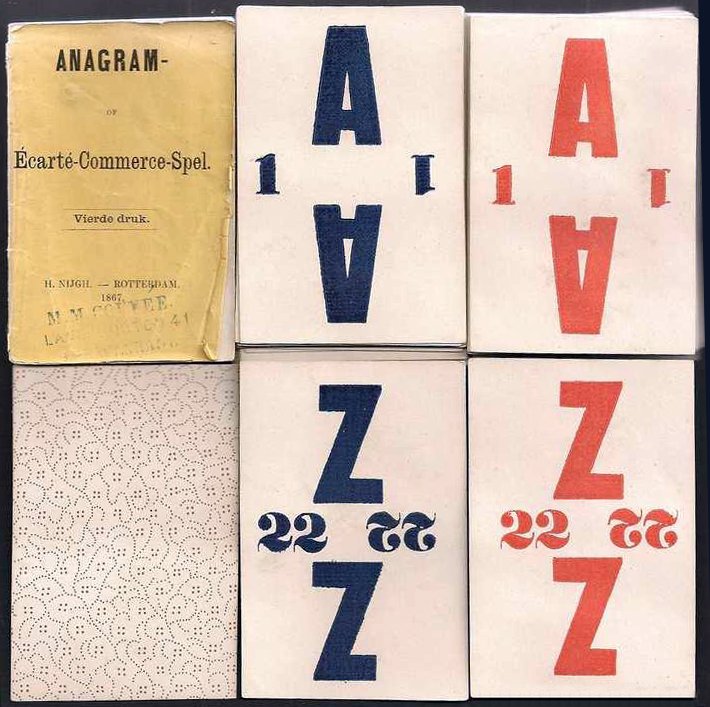 ANAGRAM-
OF
Écarté-Commerce-Spel.
Vierde druk.
H. NIJGH. — ROTTERDAM.
1867.
A
1 1
A
A
1 1
A
Z
22 22
Z
Z
22 22
Z